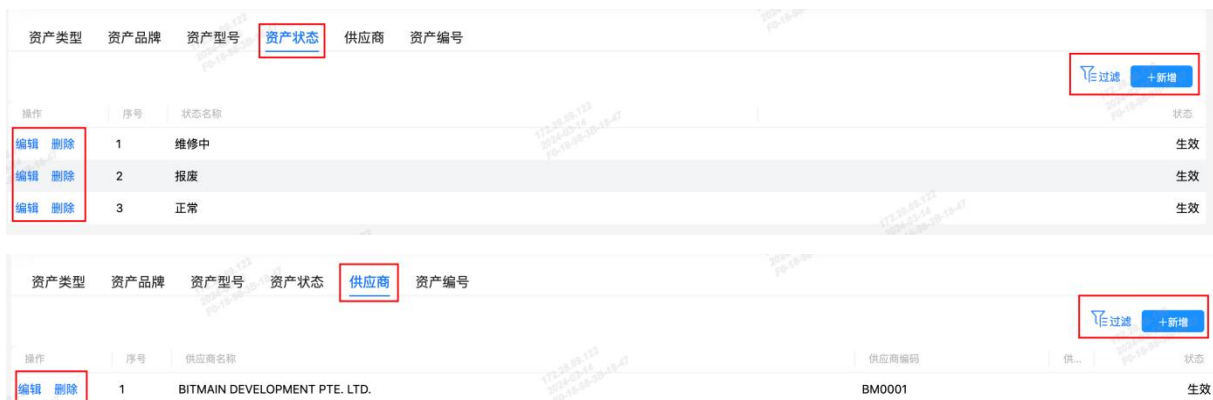 资产类型 资产品牌 资产型号 资产状态 供应商 资产编号
过滤 +新增
操作 序号 状态名称 状态
编辑 删除 1 维修中 生效
编辑 删除 2 报废 生效
编辑 删除 3 正常 生效
资产类型 资产品牌 资产型号 资产状态 供应商 资产编号
过滤 +新增
操作 序号 供应商名称 供应商编码 供... 状态
编辑 删除 1 BITMAIN DEVELOPMENT PTE. LTD. BM0001 生效